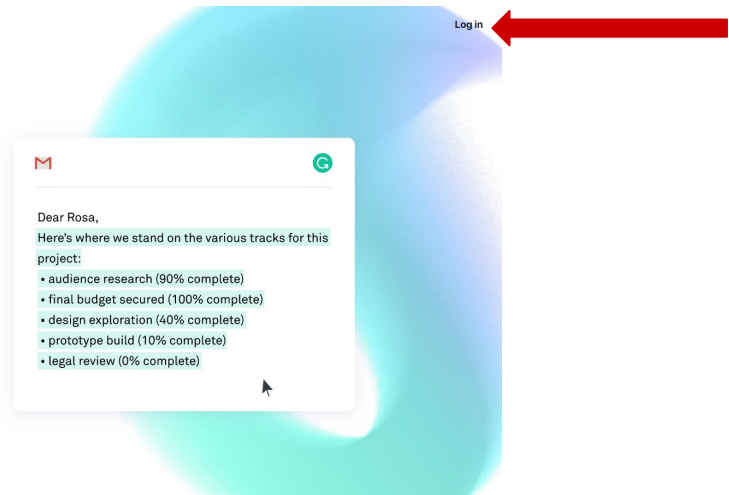 Log in
Dear Rosa,
Here's where we stand on the various tracks for this
project:
• audience research (90% complete)
• final budget secured (100% complete)
• design exploration (40% complete)
• prototype build (10% complete)
• legal review (0% complete)